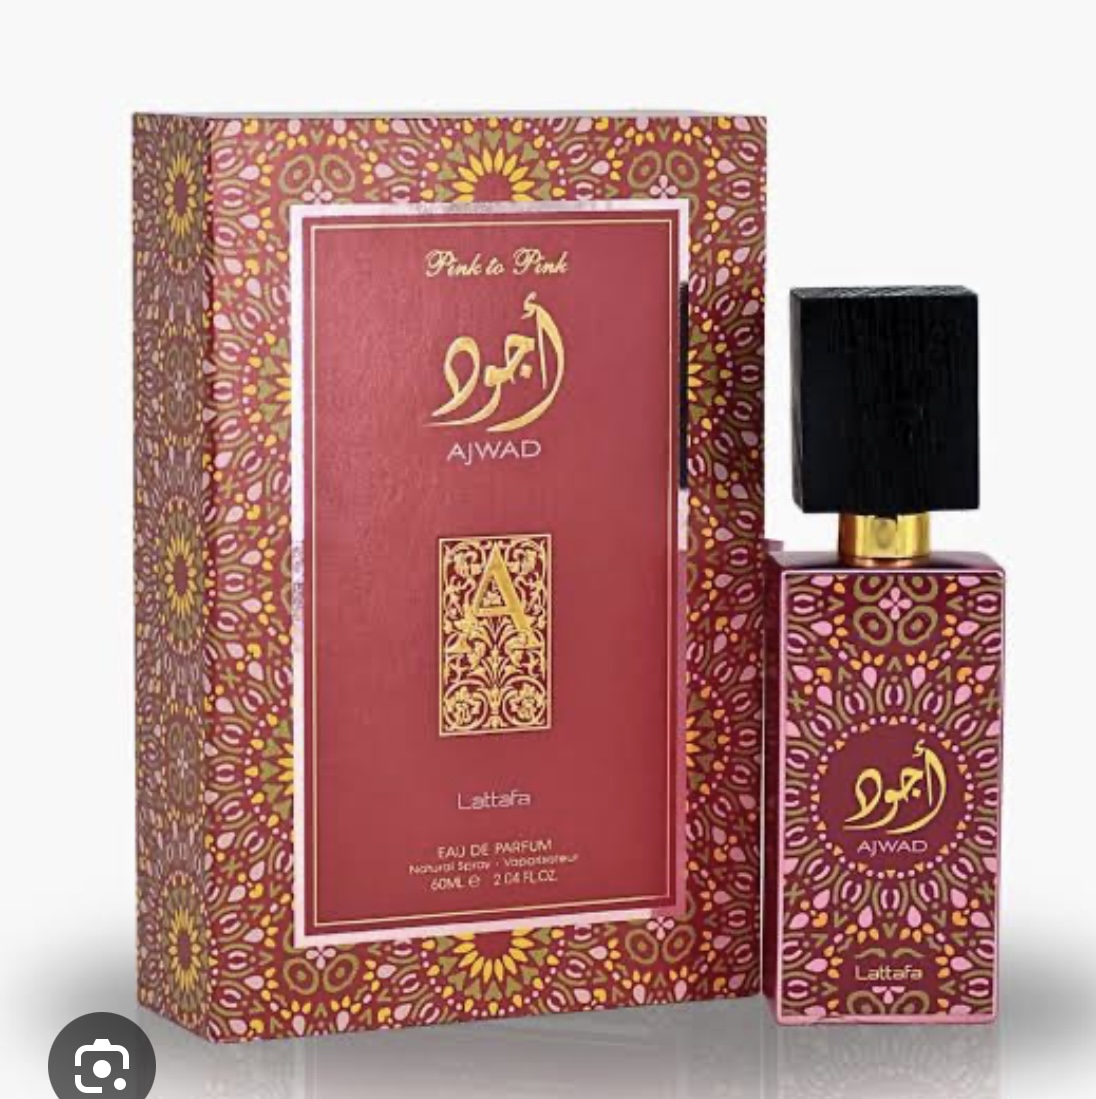 Pink to Pink
أجود
AJWAD
A
Lattafa
EAU DE PARFUM
Natural Spray - Vaporisateur
60ML e 2.04 FL.OZ.
أجود
AJWAD
Lattafa